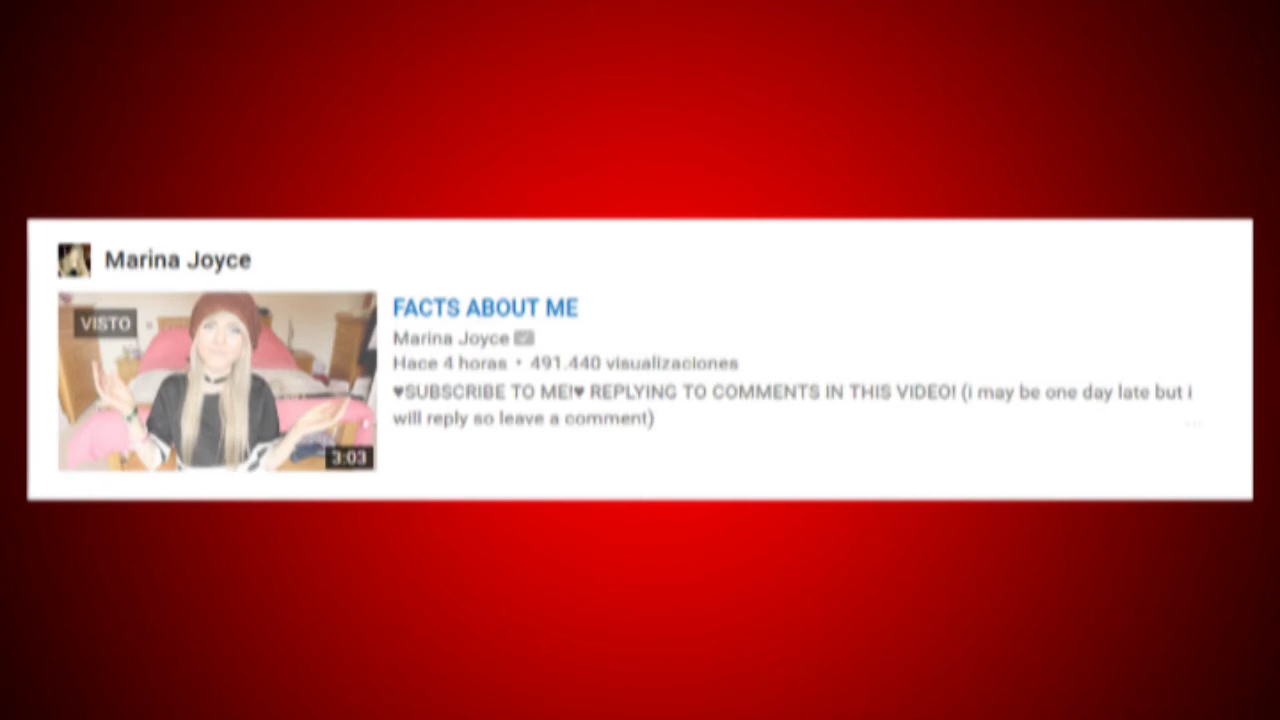 Marina Joyce
VISTO
3:03
FACTS ABOUT ME
Marina Joyce
Hace 4 horas • 491.440 visualizaciones
♥SUBSCRIBE TO ME!♥ REPLYING TO COMMENTS IN THIS VIDEO! (i may be one day late but i
will reply so leave a comment)
...